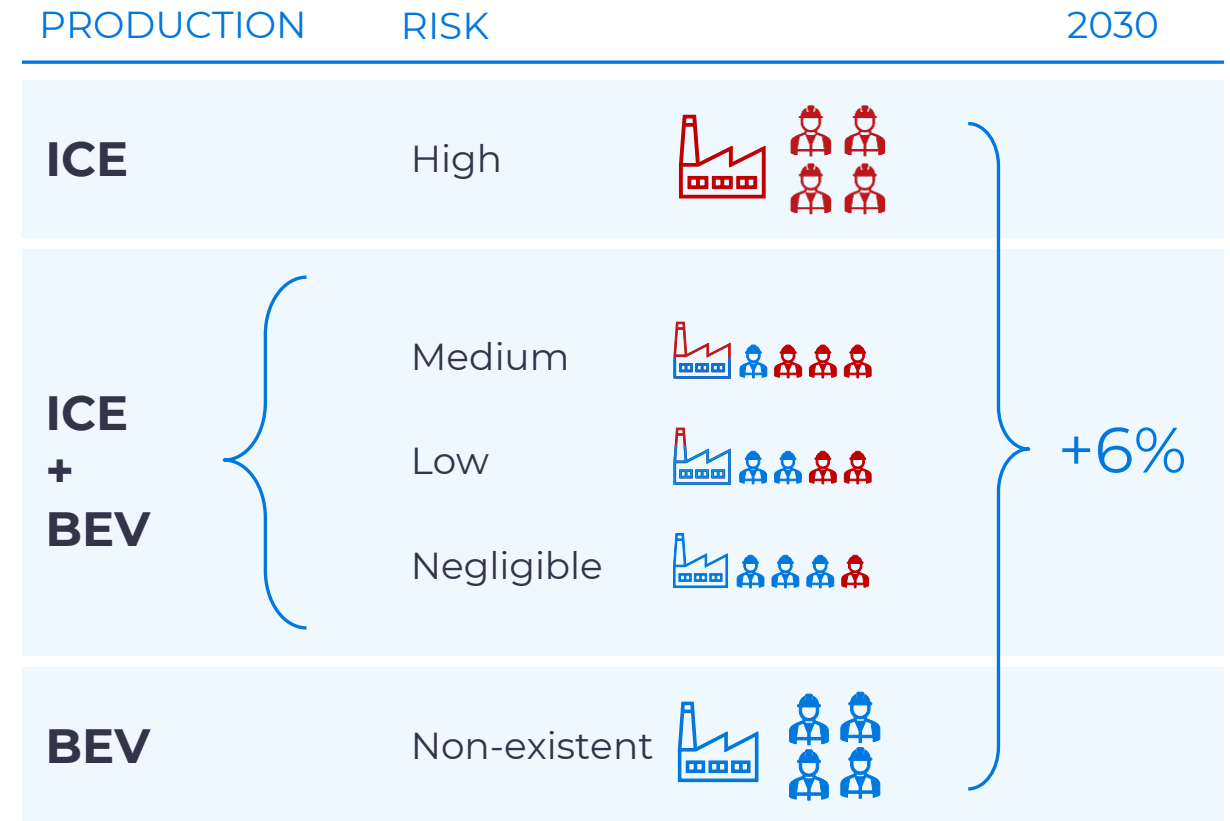 PRODUCTION RISK 2030
ICE High
Medium
ICE
+
BEV
Low
Negligible
+6%
BEV Non-existent